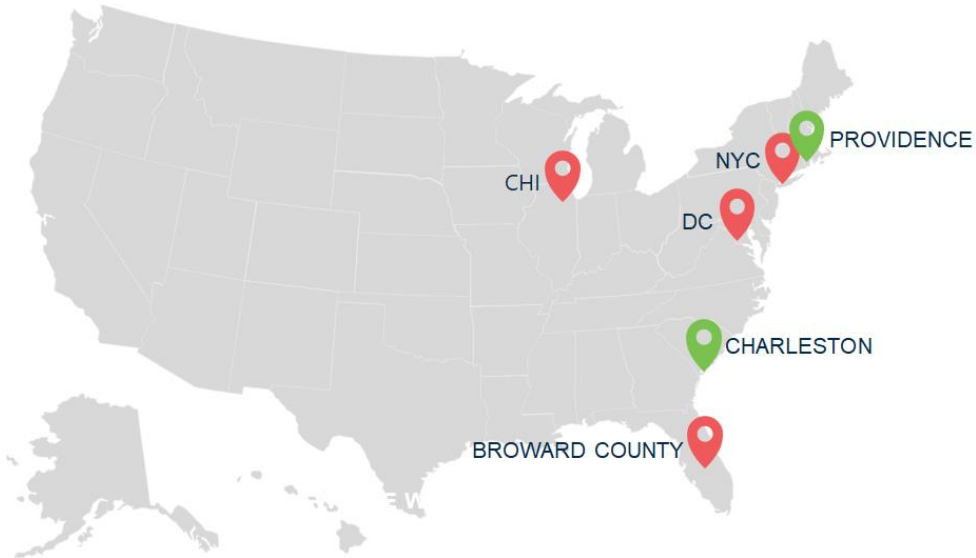 PROVIDENCE
NYC
CHI
DC
CHARLESTON
BROWARD COUNTY